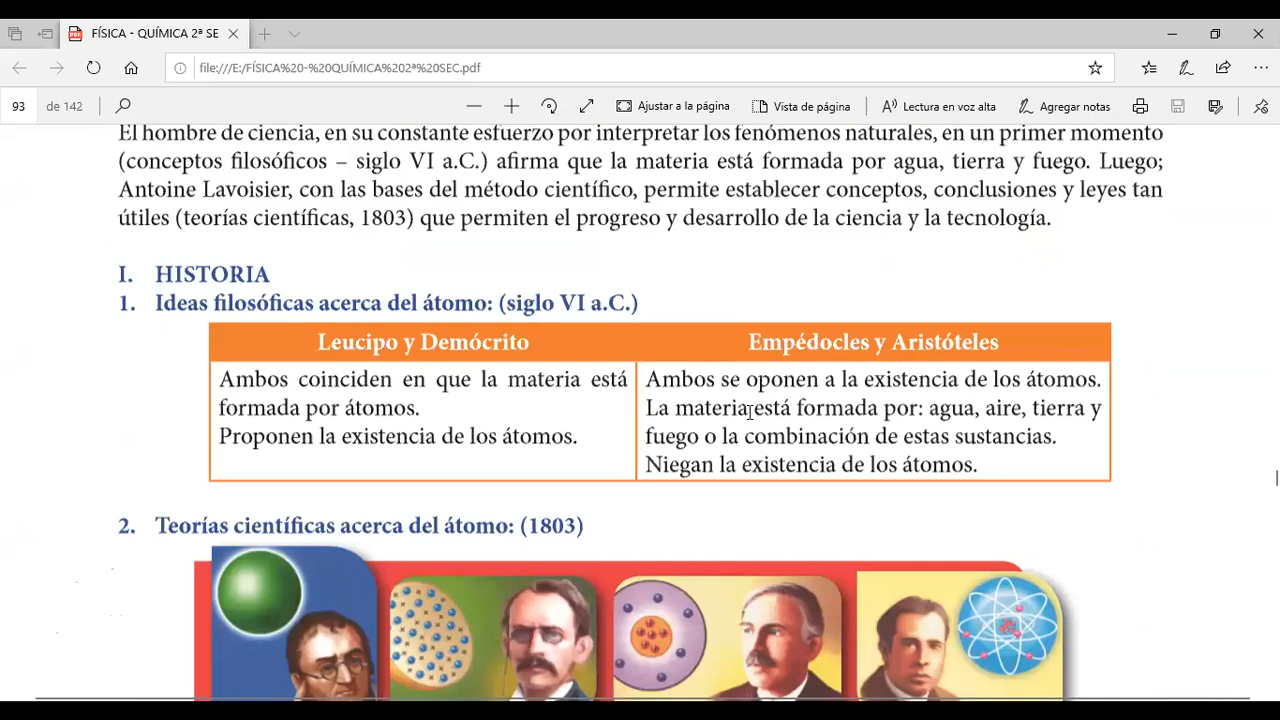 FÍSICA - QUÍMICA 2ª SE
file:///E:/FÍSICA%20-%20QUÍMICA%202ª%20SEC.pdf
93 de 142 Ajustar a la página Vista de página Lectura en voz alta Agregar notas
El hombre de ciencia, en su constante esfuerzo por interpretar los fenómenos naturales, en un primer momento
(conceptos filosóficos – siglo VI a.C.) afirma que la materia está formada por agua, tierra y fuego. Luego;
Antoine Lavoisier, con las bases del método científico, permite establecer conceptos, conclusiones y leyes tan
útiles (teorías científicas, 1803) que permiten el progreso y desarrollo de la ciencia y la tecnología.
I. HISTORIA
1. Ideas filosóficas acerca del átomo: (siglo VI a.C.)
Leucipo y Demócrito
Ambos coinciden en que la materia está
formada por átomos.
Proponen la existencia de los átomos.
Empédocles y Aristóteles
Ambos se oponen a la existencia de los átomos.
La materia está formada por: agua, aire, tierra y
fuego o la combinación de estas sustancias.
Niegan la existencia de los átomos.
2. Teorías científicas acerca del átomo: (1803)